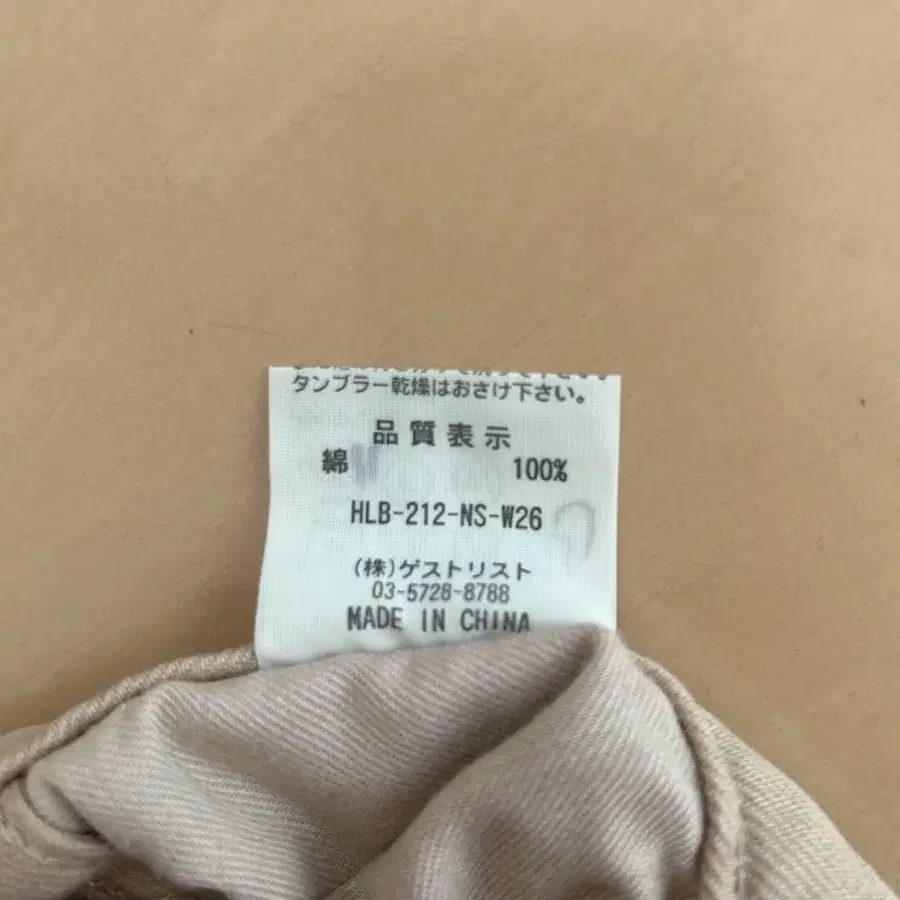 タンブラー乾燥はおさけ下さい。
品質表示
綿 100%
HLB-212-NS-W26
(株)ゲストリスト
03-5728-8788
MADE IN CHINA